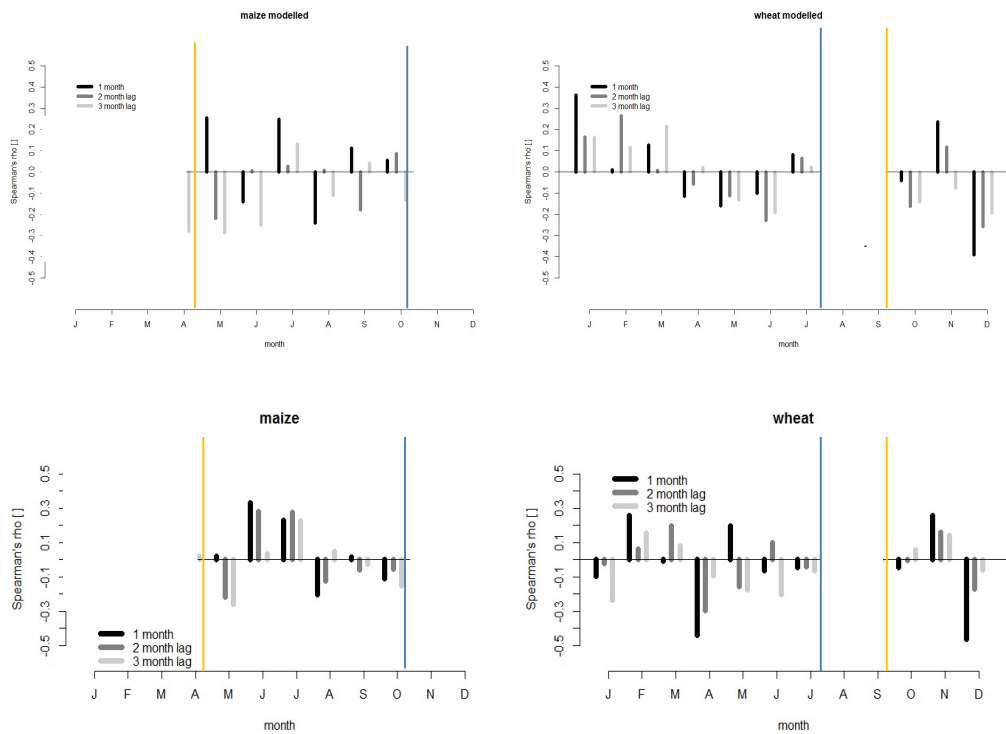 maize modelled
0.5
0.4
0.3
0.2
0.1
0.0
-0.1
-0.2
-0.3
-0.4
-0.5
Spearman's rho [ ]
1 month
2 month lag
3 month lag
J F M A M J J A S O N D
month
wheat modelled
0.5
0.4
0.3
0.2
0.1
0.0
-0.1
-0.2
-0.3
-0.4
-0.5
Spearman's rho [ ]
1 month
2 month lag
3 month lag
J F M A M J J A S O N D
month
maize
0.5
0.3
0.1
-0.1
-0.3
-0.5
Spearman's rho [ ]
1 month
2 month lag
3 month lag
J F M A M J J A S O N D
month
wheat
0.5
0.3
0.1
-0.1
-0.3
-0.5
Spearman's rho [ ]
1 month
2 month lag
3 month lag
J F M A M J J A S O N D
month